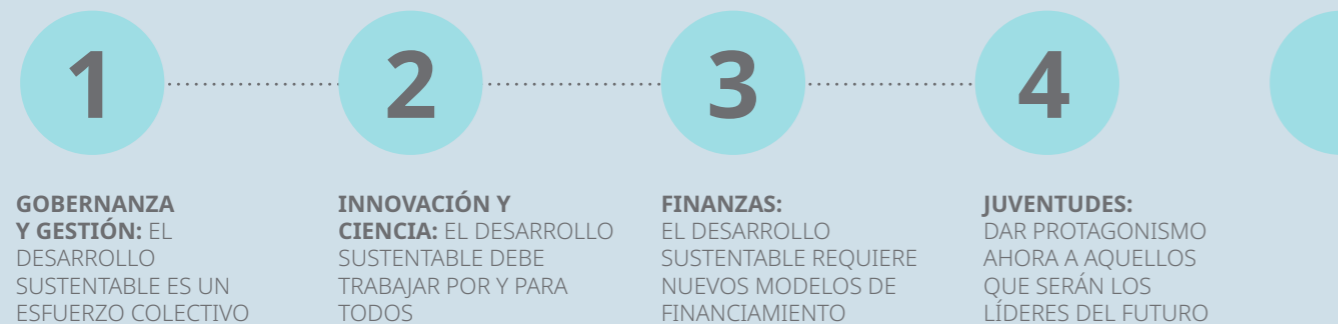 1
2
3
4
GOBERNANZA
Y GESTIÓN: EL
DESARROLLO
SUSTENTABLE ES UN
ESFUERZO COLECTIVO
INNOVACIÓN Y
CIENCIA: EL DESARROLLO
SUSTENTABLE DEBE
TRABAJAR POR Y PARA
TODOS
FINANZAS:
EL DESARROLLO
SUSTENTABLE REQUIERE
NUEVOS MODELOS DE
FINANCIAMIENTO
JUVENTUDES:
DAR PROTAGONISMO
AHORA A AQUELLOS
QUE SERÁN LOS
LÍDERES DEL FUTURO